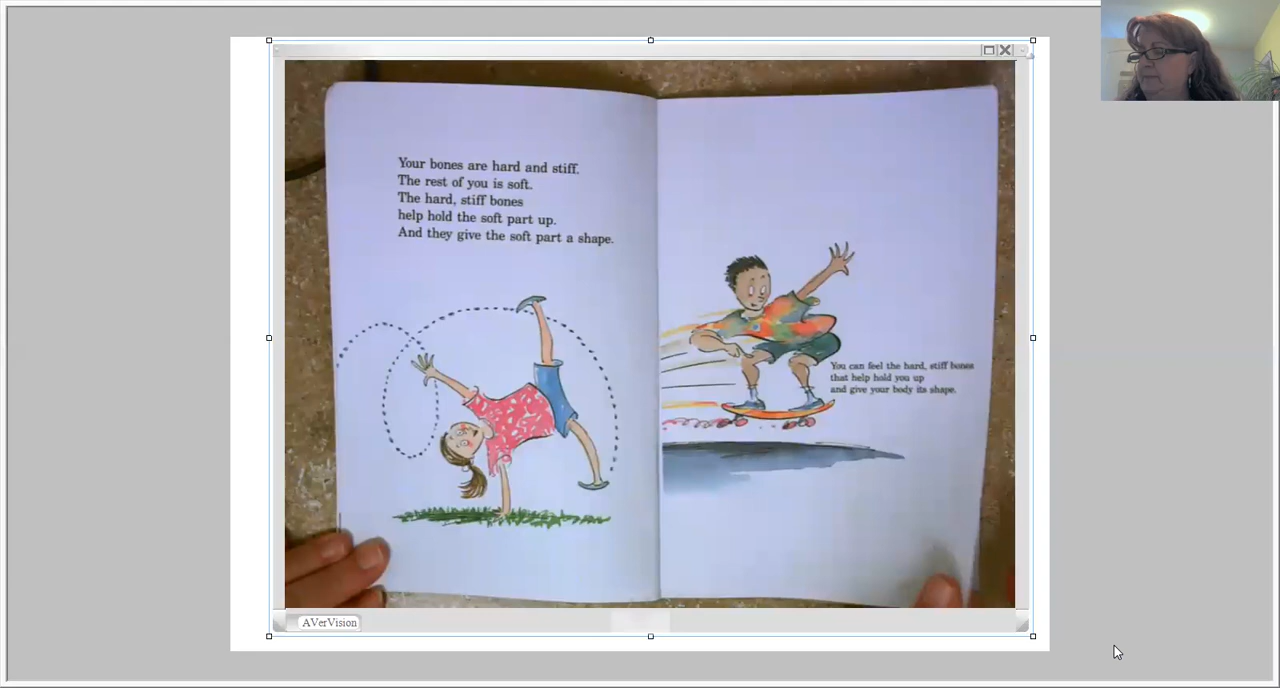 Your bones are hard and stiff.
The rest of you is soft.
The hard, stiff bones
help hold the soft part up.
And they give the soft part a shape.
You can feel the hard, stiff bones
that help hold you up
and give your body its shape.
AVerVision